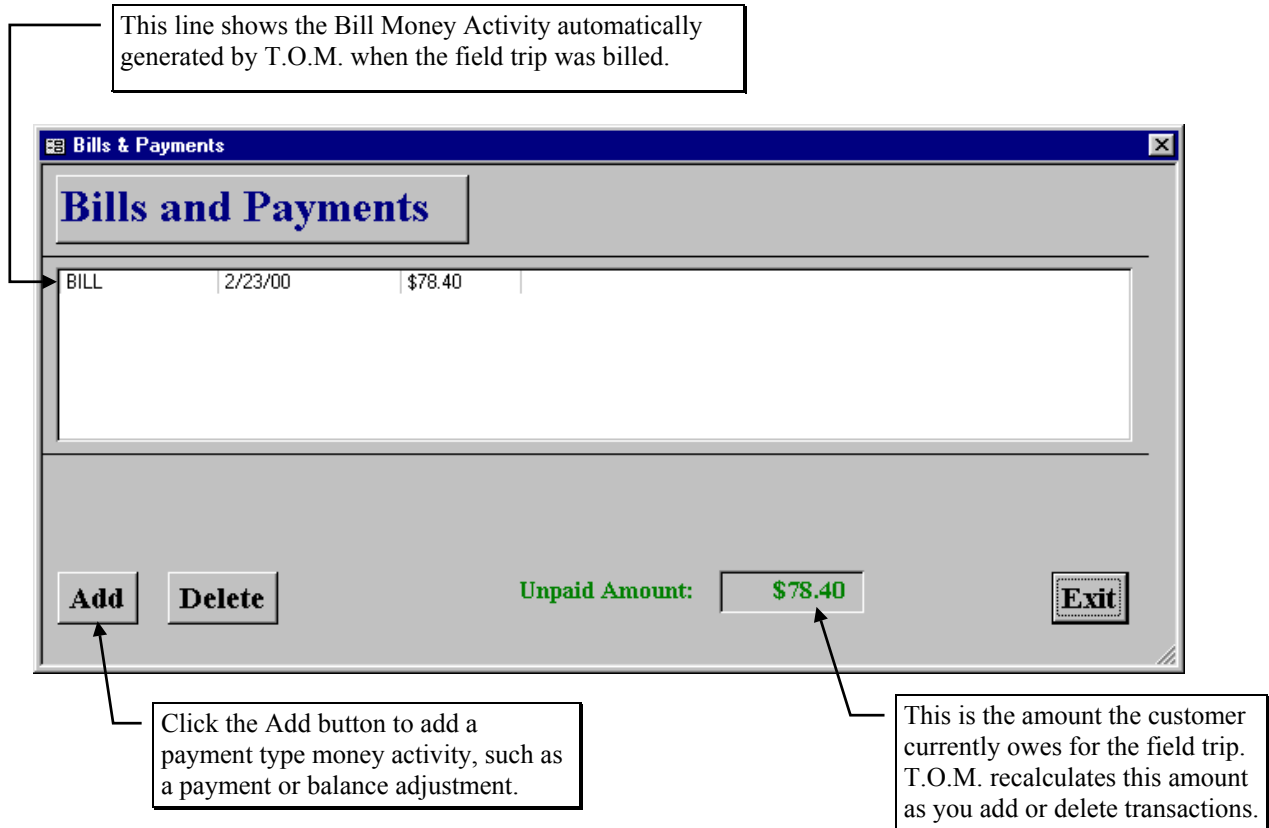 This line shows the Bill Money Activity automatically
generated by T.O.M. when the field trip was billed.
Bills & Payments
Bills and Payments
BILL 2/23/00 $78.40
Add Delete Unpaid Amount: $78.40 Exit
Click the Add button to add a
payment type money activity, such as
a payment or balance adjustment.
This is the amount the customer
currently owes for the field trip.
T.O.M. recalculates this amount
as you add or delete transactions.